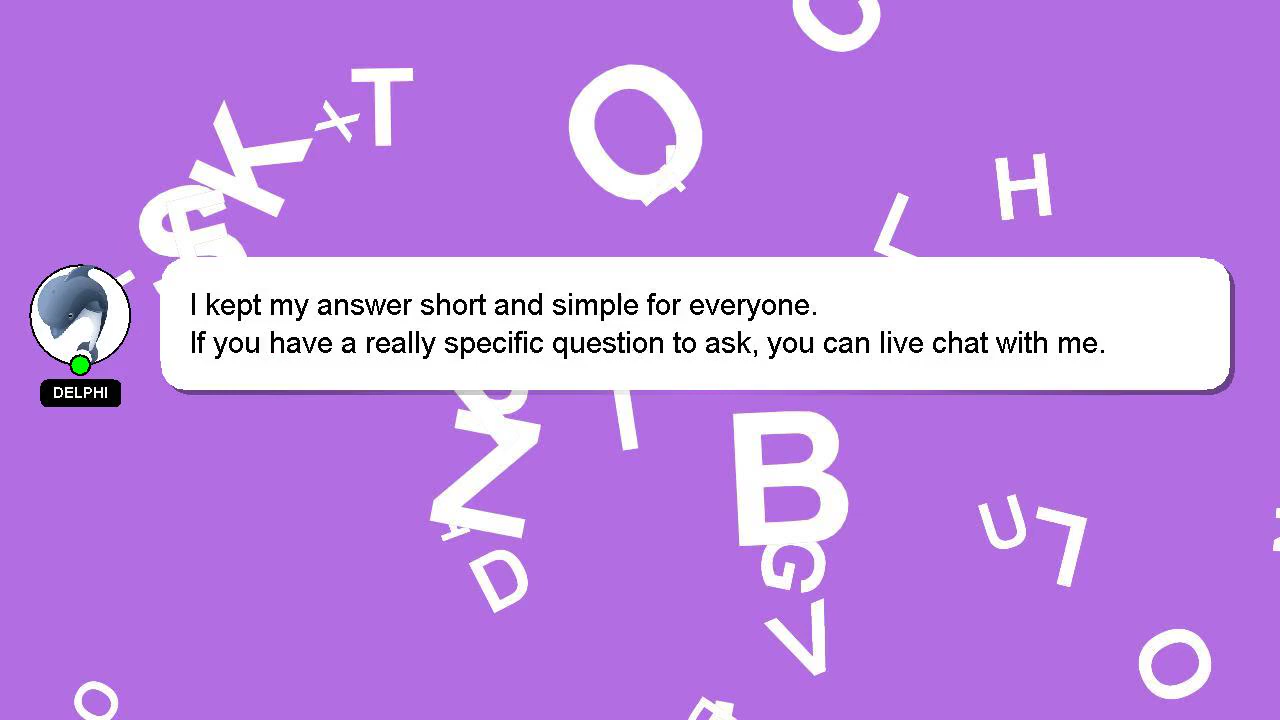 I kept my answer short and simple for everyone.
If you have a really specific question to ask, you can live chat with me.
DELPHI
T
X
K
S
O
C
H
L
Z
B
D
G
V
U
L
O
O